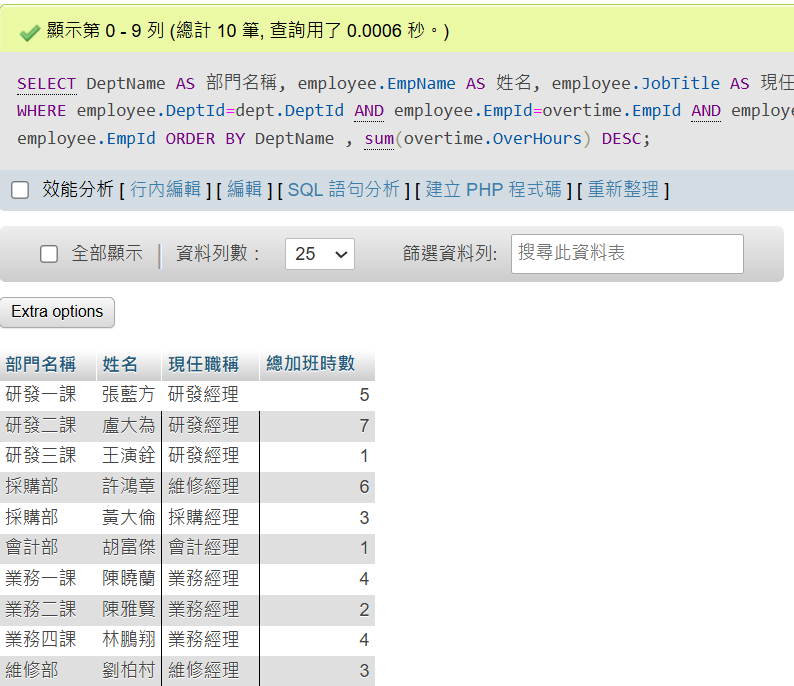 顯示第 0 - 9 列 (總計 10 筆, 查詢用了 0.0006 秒。)
SELECT DeptName AS 部門名稱, employee.EmpName AS 姓名, employee.JobTitle AS 現任
WHERE employee.DeptId=dept.DeptId AND employee.EmpId=overtime.EmpId AND employe
employee.EmpId ORDER BY DeptName , sum(overtime.OverHours) DESC;
效能分析 [ 行內編輯 ] [ 編輯 ] [ SQL 語句分析 ] [ 建立 PHP 程式碼 ] [ 重新整理 ]
全部顯示 | 資料列數： 25 篩選資料列: 搜尋此資料表
Extra options
部門名稱 姓名 現任職稱 總加班時數
研發一課 張藍方 研發經理 5
研發二課 盧大為 研發經理 7
研發三課 王演銓 研發經理 1
採購部 許鴻章 維修經理 6
採購部 黃大倫 採購經理 3
會計部 胡富傑 會計經理 1
業務一課 陳曉蘭 業務經理 4
業務二課 陳雅賢 業務經理 2
業務四課 林鵬翔 業務經理 4
維修部 劉柏村 維修經理 3